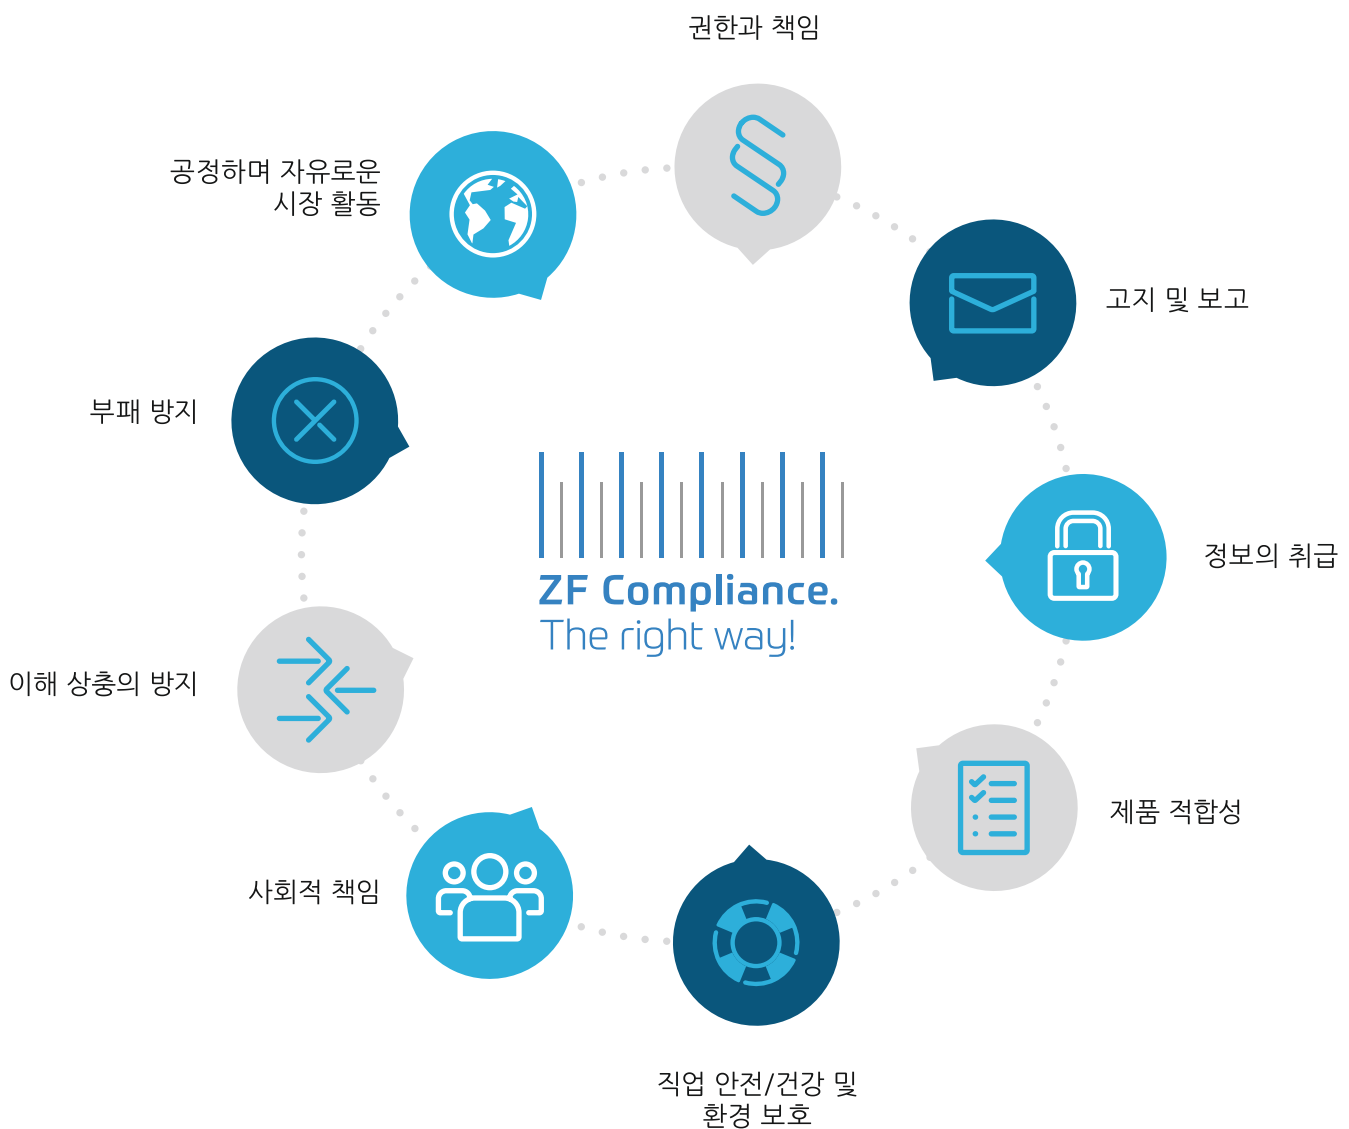 권한과 책임
공정하며 자유로운
시장 활동
고지 및 보고
부패 방지
정보의 취급
ZF Compliance.
The right way!
이해 상충의 방지
제품 적합성
사회적 책임
직업 안전/건강 및
환경 보호